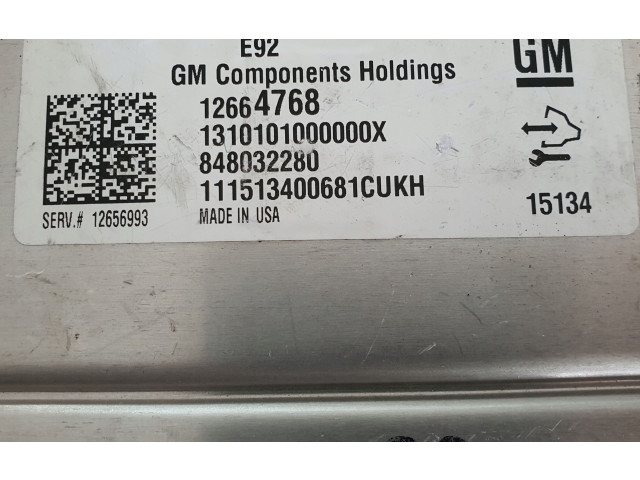 E92
GM
GM Components Holdings
12664768
1310101000000X
848032280
111513400681CUKH
SERV.# 12656993
MADE IN USA
15134